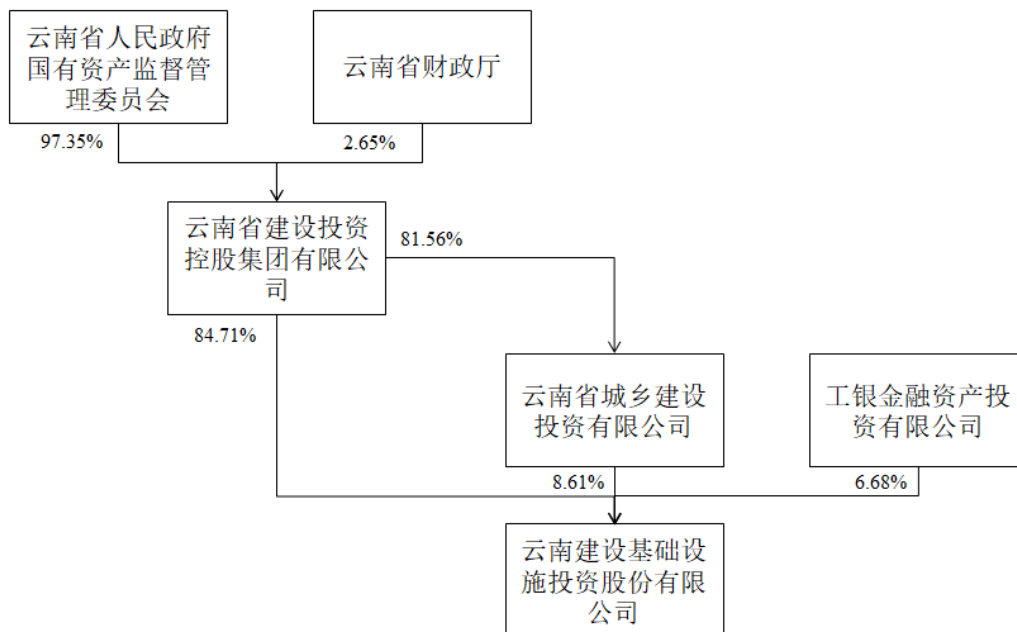 云南省人民政府
国有资产监督管
理委员会
云南省财政厅
97.35%
2.65%
云南省建设投资
控股集团有限公
司
81.56%
84.71%
云南省城乡建设
投资有限公司
工银金融资产投
资有限公司
8.61%
6.68%
云南建设基础设
施投资股份有限
公司